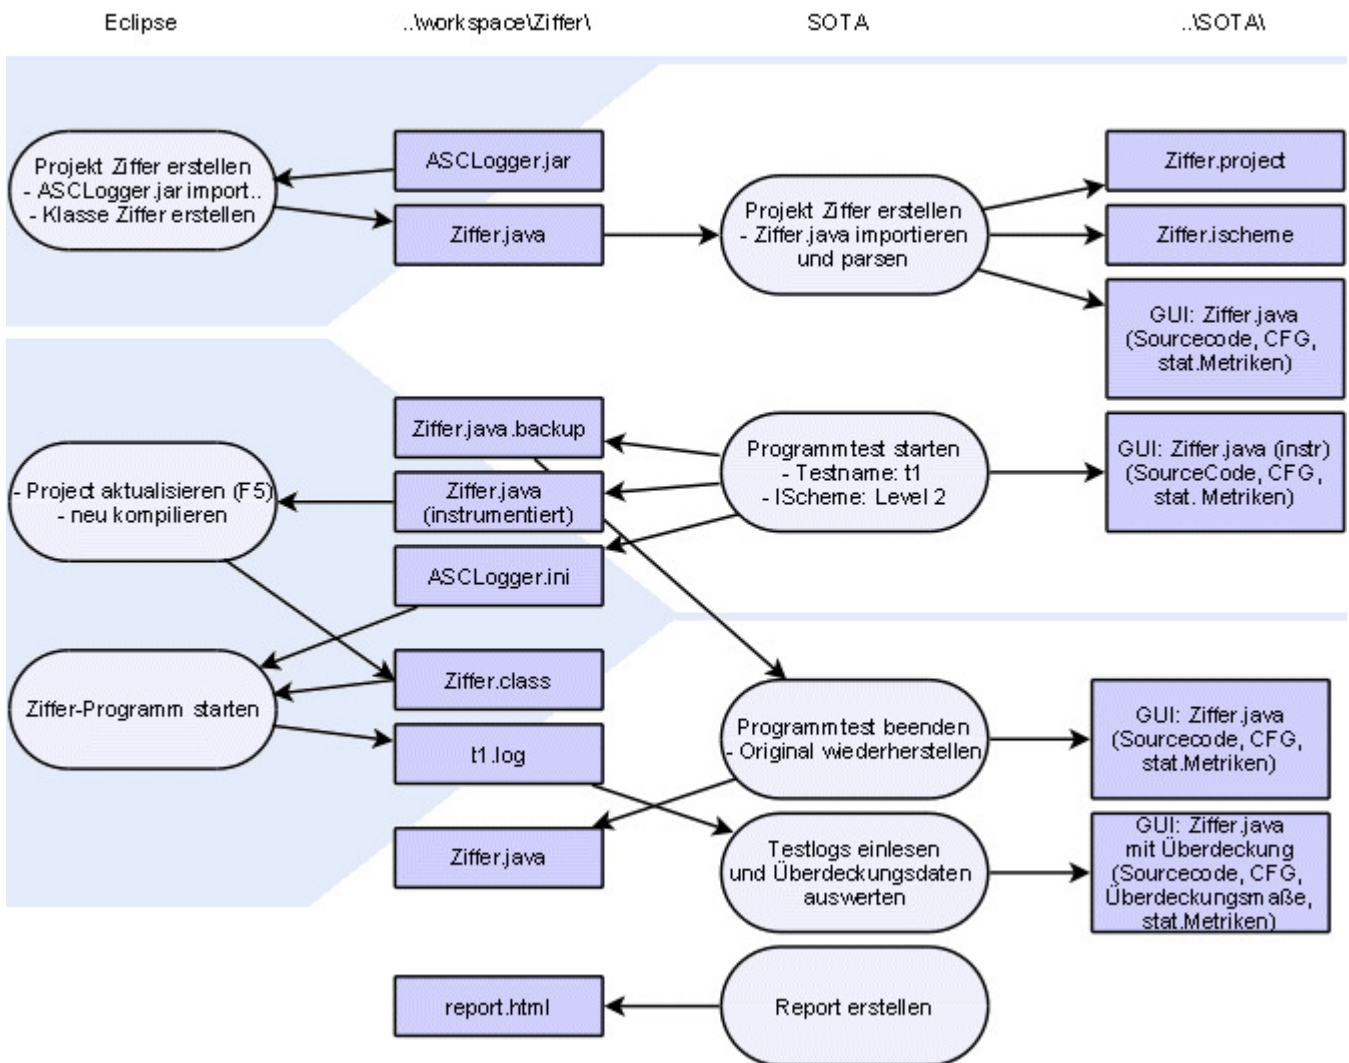 Eclipse
..\workspace\Ziffer\
SOTA
..\SOTA\
Projekt Ziffer erstellen
- ASCLogger.jar import..
- Klasse Ziffer erstellen
ASCLogger.jar
Ziffer.java
Projekt Ziffer erstellen
- Ziffer.java importieren
und parsen
Ziffer.project
Ziffer.ischeme
GUI: Ziffer.java
(Sourcecode, CFG,
stat.Metriken)
- Project aktualisieren (F5)
- neu kompilieren
Ziffer.java.backup
Ziffer.java
(instrumentiert)
ASCLogger.ini
Programmtest starten
- Testname: t1
- IScheme: Level 2
GUI: Ziffer.java (instr)
(SourceCode, CFG,
stat. Metriken)
Ziffer-Programm starten
Ziffer.class
t1.log
Ziffer.java
Programmtest beenden
- Original wiederherstellen
GUI: Ziffer.java
(Sourcecode, CFG,
stat.Metriken)
Testlogs einlesen
und Überdeckungsdaten
auswerten
GUI: Ziffer.java
mit Überdeckung
(Sourcecode, CFG,
Überdeckungsmaße,
stat.Metriken)
report.html
Report erstellen